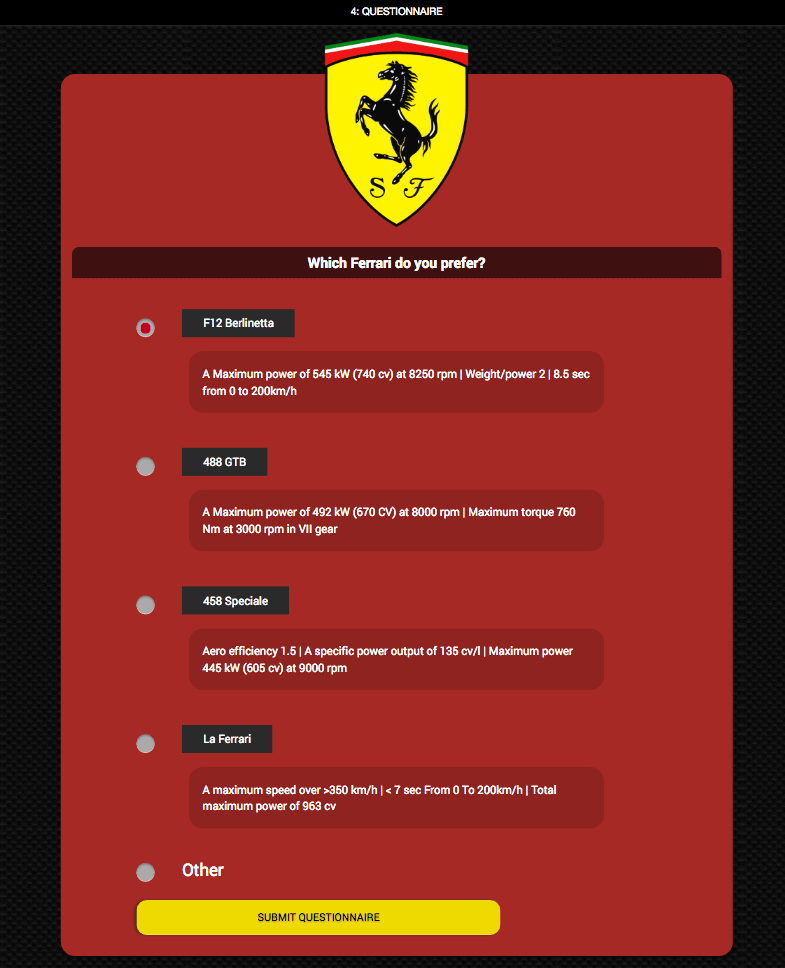 4: QUESTIONNAIRE
S F
Which Ferrari do you prefer?
F12 Berlinetta
A Maximum power of 545 kW (740 cv) at 8250 rpm | Weight/power 2 | 8.5 sec
from 0 to 200km/h
488 GTB
A Maximum power of 492 kW (670 CV) at 8000 rpm | Maximum torque 760
Nm at 3000 rpm in VII gear
458 Speciale
Aero efficiency 1.5 | A specific power output of 135 cv/l | Maximum power
445 kW (605 cv) at 9000 rpm
La Ferrari
A maximum speed over >350 km/h | < 7 sec From 0 To 200km/h | Total
maximum power of 963 cv
Other
SUBMIT QUESTIONNAIRE